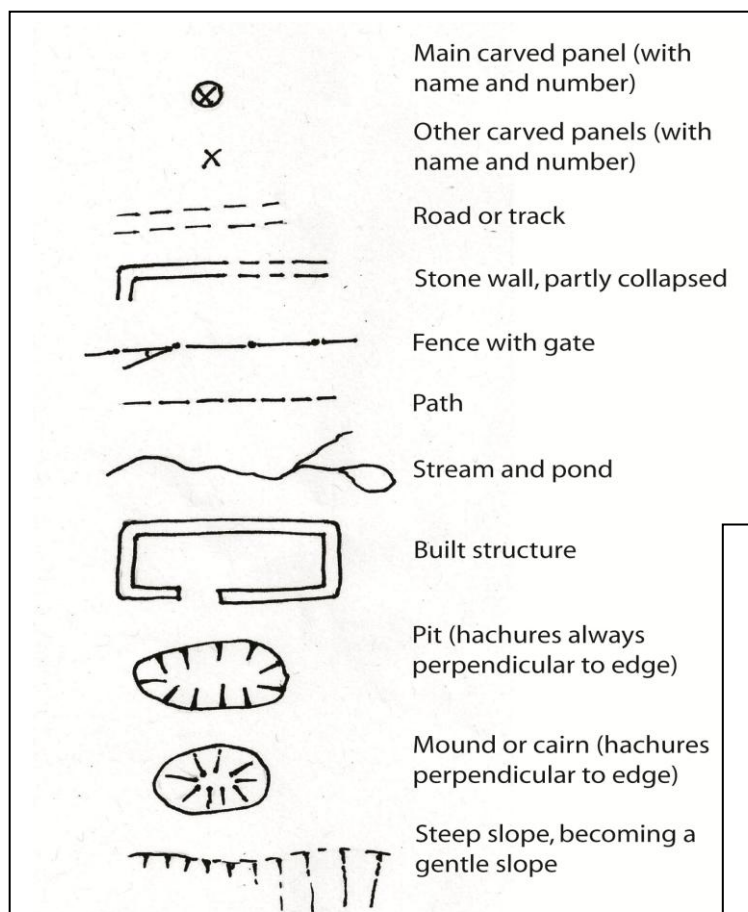 Main carved panel (with
name and number)
Other carved panels (with
name and number)
Road or track
Stone wall, partly collapsed
Fence with gate
Path
Stream and pond
Built structure
Pit (hachures always
perpendicular to edge)
Mound or cairn (hachures
perpendicular to edge)
Steep slope, becoming a
gentle slope